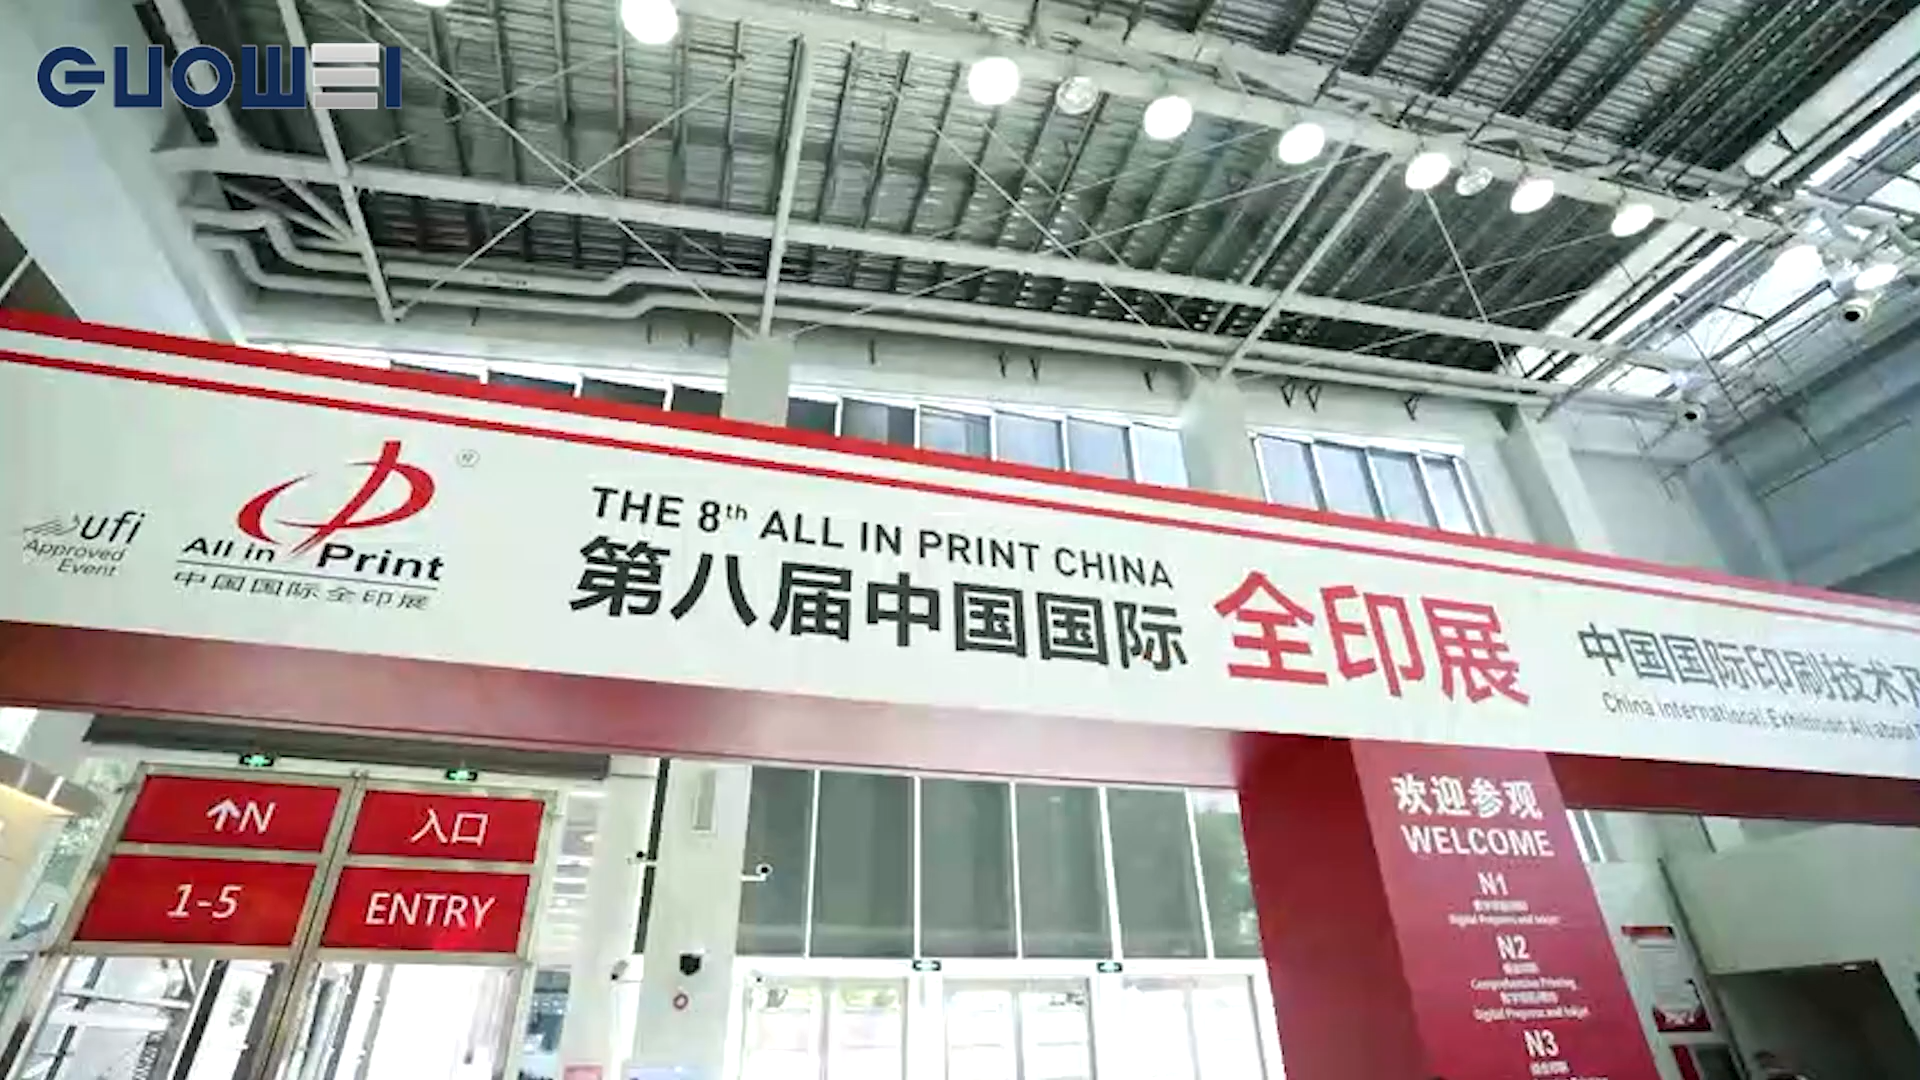 GUOWEI
ufi
Approved
Event
All in Print
中国国际全印展
®
THE 8th ALL IN PRINT CHINA
第八届中国国际 全印展
中国国际印刷技术及
China International Exhibition All about
↑N
1-5
入口
ENTRY
欢迎参观
WELCOME
N1
Digital Prepress and Inkjet
N2
Comprehensive Printing
Digital Prepress and Inkjet
N3